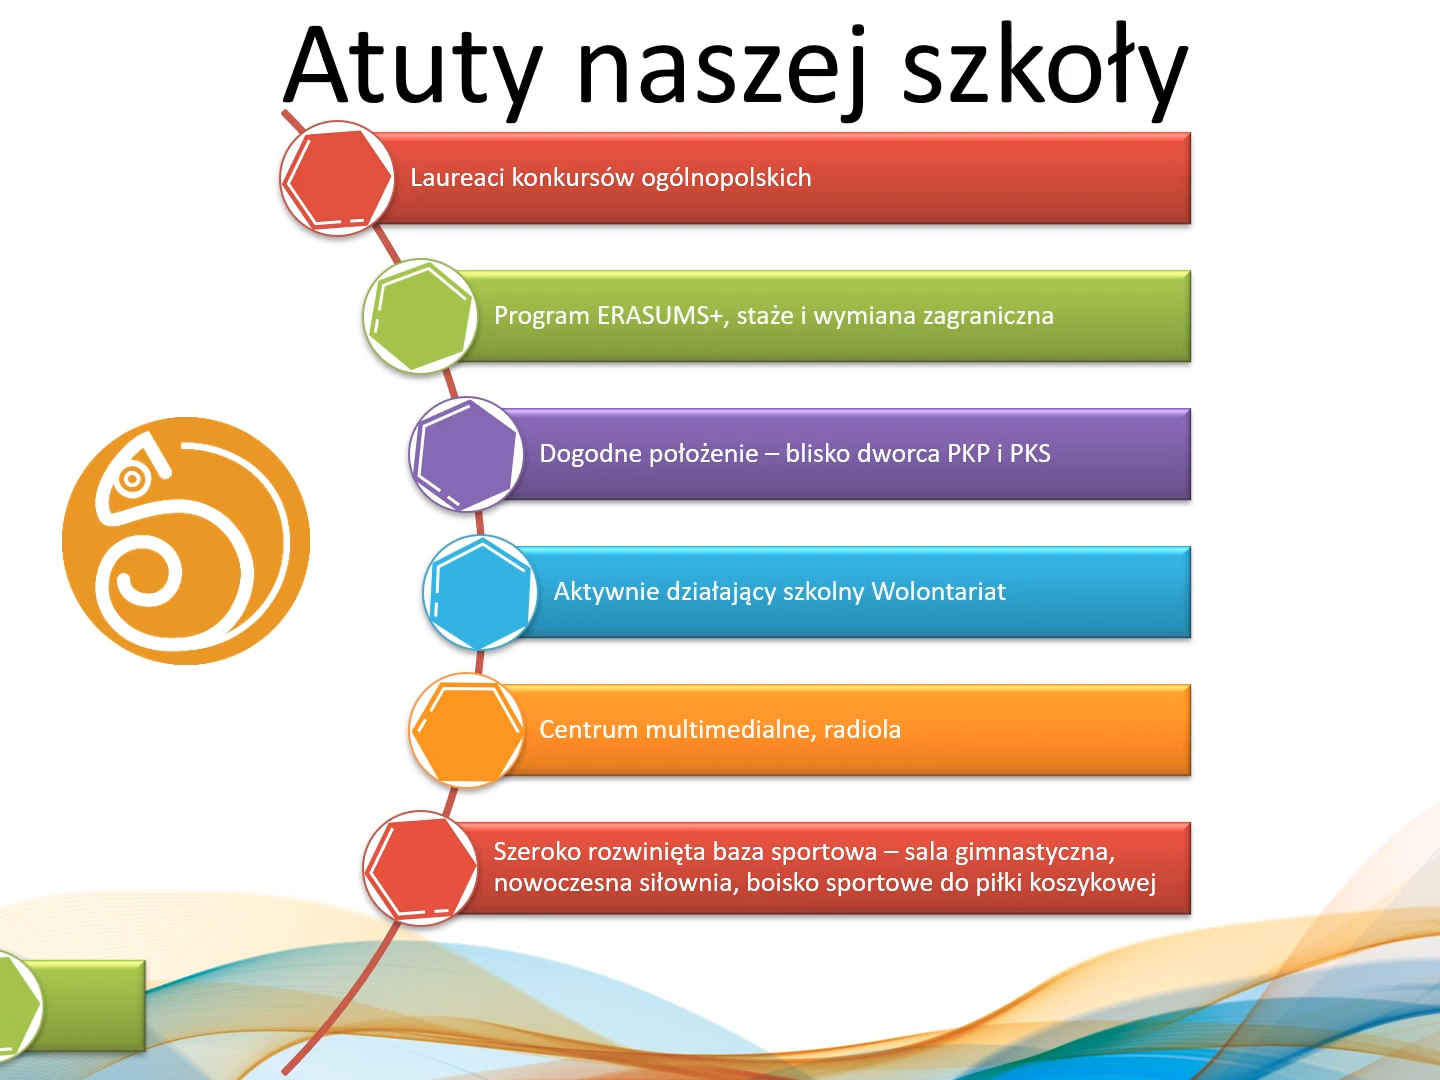 Atuty naszej szkoły
Laureaci konkursów ogólnopolskich
Program ERASUMS+, staże i wymiana zagraniczna
Dogodne położenie – blisko dworca PKP i PKS
Aktywnie działający szkolny Wolontariat
Centrum multimedialne, radiola
Szeroko rozwinięta baza sportowa – sala gimnastyczna,
nowoczesna siłownia, boisko sportowe do piłki koszykowej